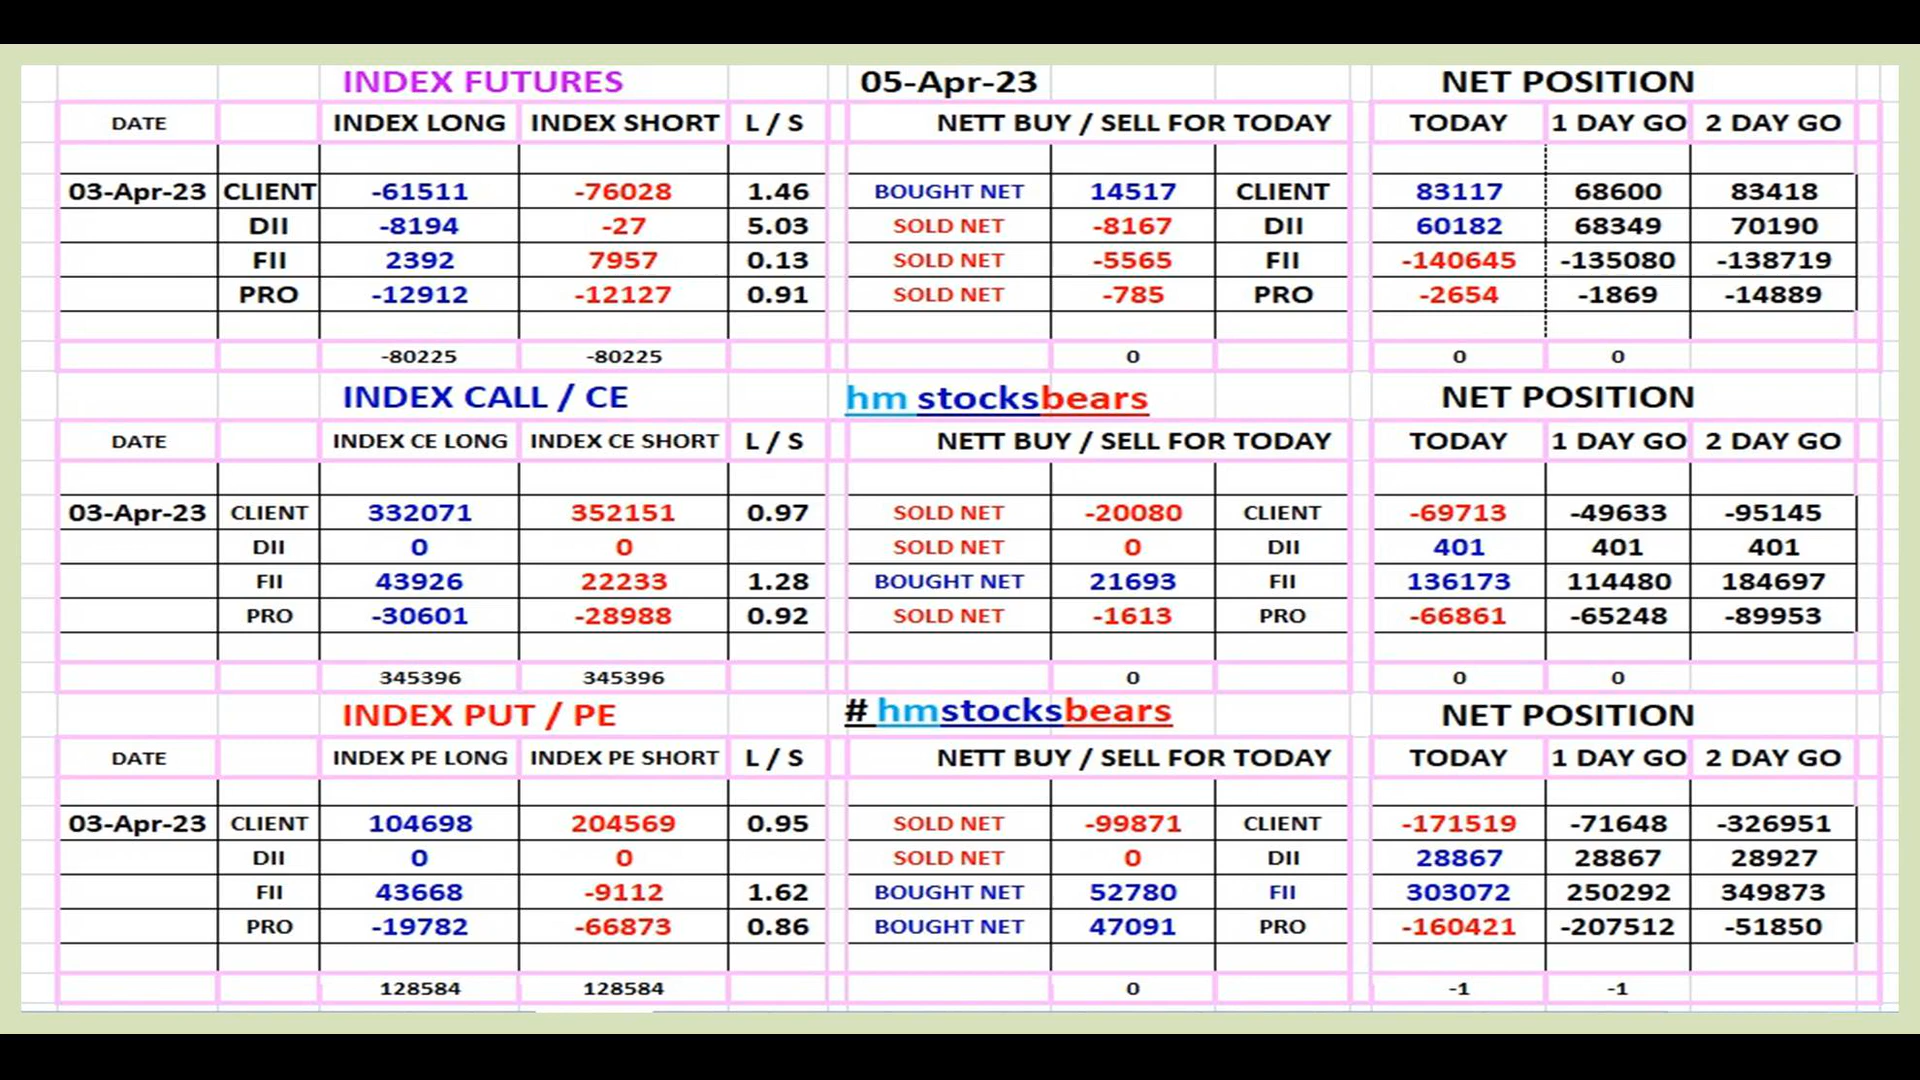 INDEX FUTURES 05-Apr-23 NET POSITION
DATE INDEX LONG INDEX SHORT L / S NETT BUY / SELL FOR TODAY TODAY 1 DAY GO 2 DAY GO
03-Apr-23 CLIENT -61511 -76028 1.46 BOUGHT NET 14517 CLIENT 83117 68600 83418
DII -8194 -27 5.03 SOLD NET -8167 DII 60182 68349 70190
FII 2392 7957 0.13 SOLD NET -5565 FII -140645 -135080 -138719
PRO -12912 -12127 0.91 SOLD NET -785 PRO -2654 -1869 -14889
-80225 -80225 0 0 0
INDEX CALL / CE hm stocksbears NET POSITION
DATE INDEX CE LONG INDEX CE SHORT L / S NETT BUY / SELL FOR TODAY TODAY 1 DAY GO 2 DAY GO
03-Apr-23 CLIENT 332071 352151 0.97 SOLD NET -20080 CLIENT -69713 -49633 -95145
DII 0 0 SOLD NET 0 DII 401 401 401
FII 43926 22233 1.28 BOUGHT NET 21693 FII 136173 114480 184697
PRO -30601 -28988 0.92 SOLD NET -1613 PRO -66861 -65248 -89953
345396 345396 0 0 0
INDEX PUT / PE # hmstocksbears NET POSITION
DATE INDEX PE LONG INDEX PE SHORT L / S NETT BUY / SELL FOR TODAY TODAY 1 DAY GO 2 DAY GO
03-Apr-23 CLIENT 104698 204569 0.95 SOLD NET -99871 CLIENT -171519 -71648 -326951
DII 0 0 SOLD NET 0 DII 28867 28867 28927
FII 43668 -9112 1.62 BOUGHT NET 52780 FII 303072 250292 349873
PRO -19782 -66873 0.86 BOUGHT NET 47091 PRO -160421 -207512 -51850
128584 128584 0 -1 -1